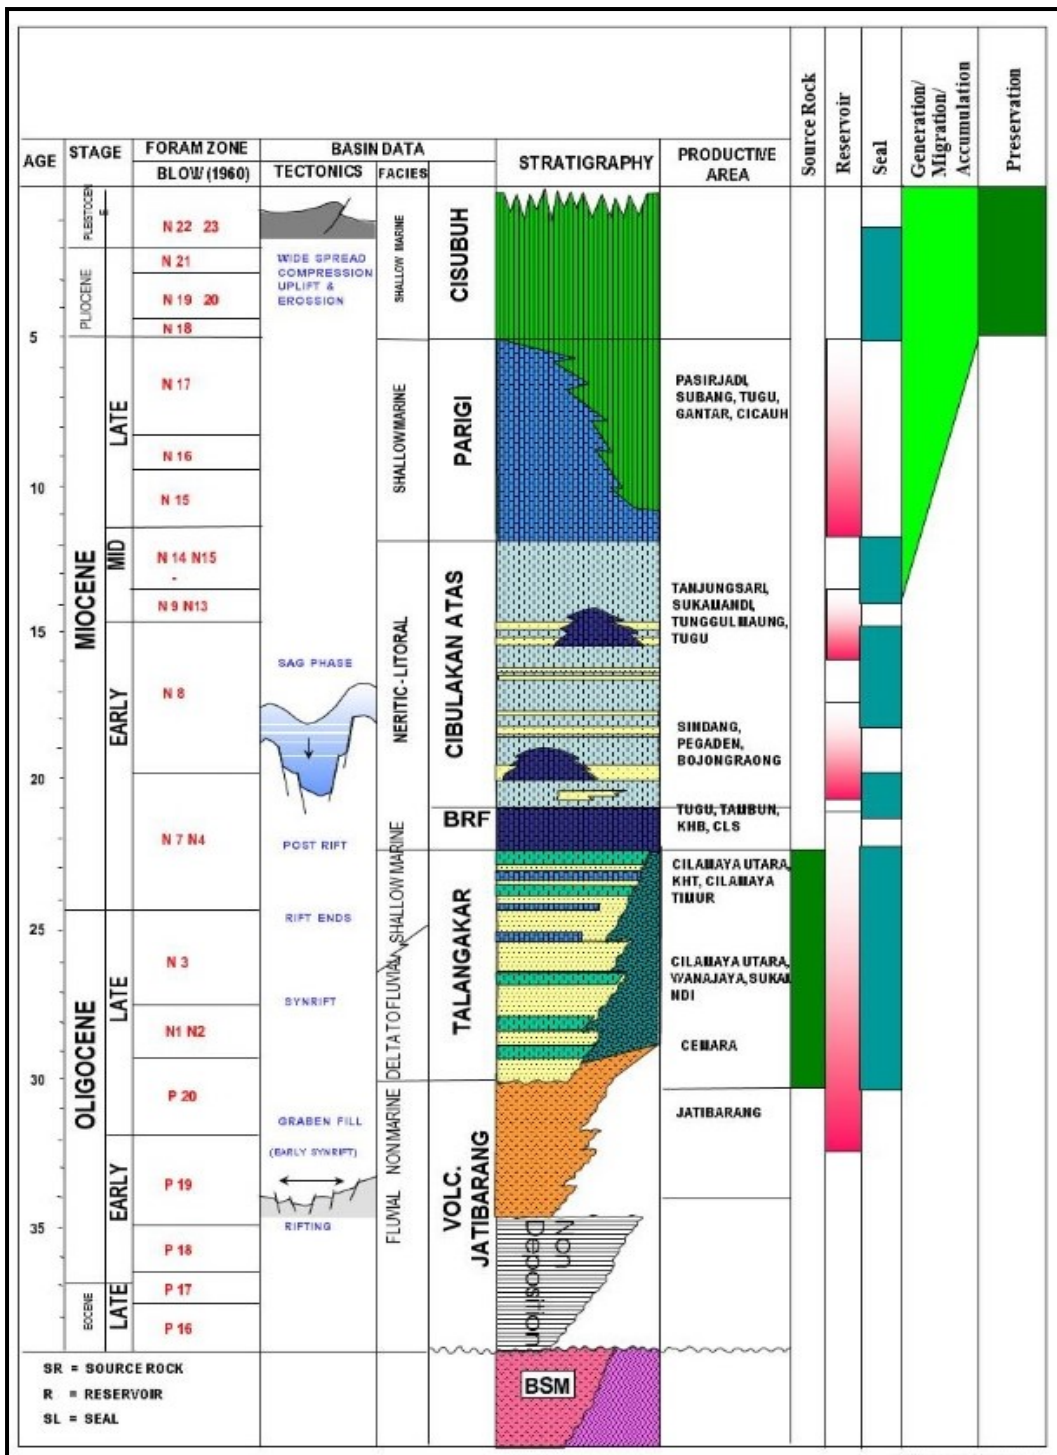 AGE
STAGE
FORAM ZONE
BLOW (1960)
BASIN DATA
TECTONICS
FACIES
STRATIGRAPHY
PRODUCTIVE
AREA
Source Rock
Reservoir
Seal
Generation/
Migration/
Accumulation
Preservation
PLEISTOCEN
E
PLIOCENE
MIOCENE
OLIGOCENE
EOCENE
LATE
MID
EARLY
LATE
EARLY
LATE
5
10
15
20
25
30
35
N 22 23
N 21
N 19 20
N 18
N 17
N 16
N 15
N 14 N15
-
N 9 N13
N 8
N 7 N4
N 3
N1 N2
P 20
P 19
P 18
P 17
P 16
WIDE SPREAD
COMPRESSION
UPLIFT &
EROSSION
SAG PHASE
POST RIFT
RIFT ENDS
SYNRIFT
GRABEN FILL
(EARLY SYNRIFT)
RIFTING
SHALLOW MARINE
SHALLOW MARINE
NERITIC-LITORAL
SHALLOW MARINE
DELTA TO FLUVIAL
NON MARINE
FLUVIAL
CISUBUH
PARIGI
CIBULAKAN ATAS
BRF
TALANGAKAR
VOLC.
JATIBARANG
Non
Deposition
BSM
PASIRJADI,
SUBANG, TUGU,
GANTAR, CICAUH
TANJUNGSARI,
SUKAMANDI,
TUNGGULMAUNG,
TUGU
SINDANG,
PEGADEN,
BOJONGRAONG
TUGU, TAMBUN,
KHB, CLS
CILAMAYA UTARA,
KHT, CILAMAYA
TIMUR
CILAMAYA UTARA,
WANAJAYA, SUKAM
NDI
CEMARA
JATIBARANG
SR = SOURCE ROCK
R = RESERVOIR
SL = SEAL